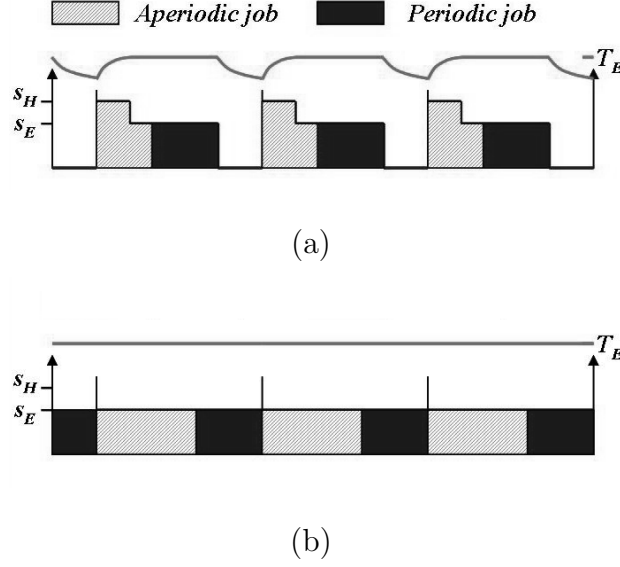 Aperiodic job Periodic job
T_E
s_H
s_E
(a)
T_E
s_H
s_E
(b)